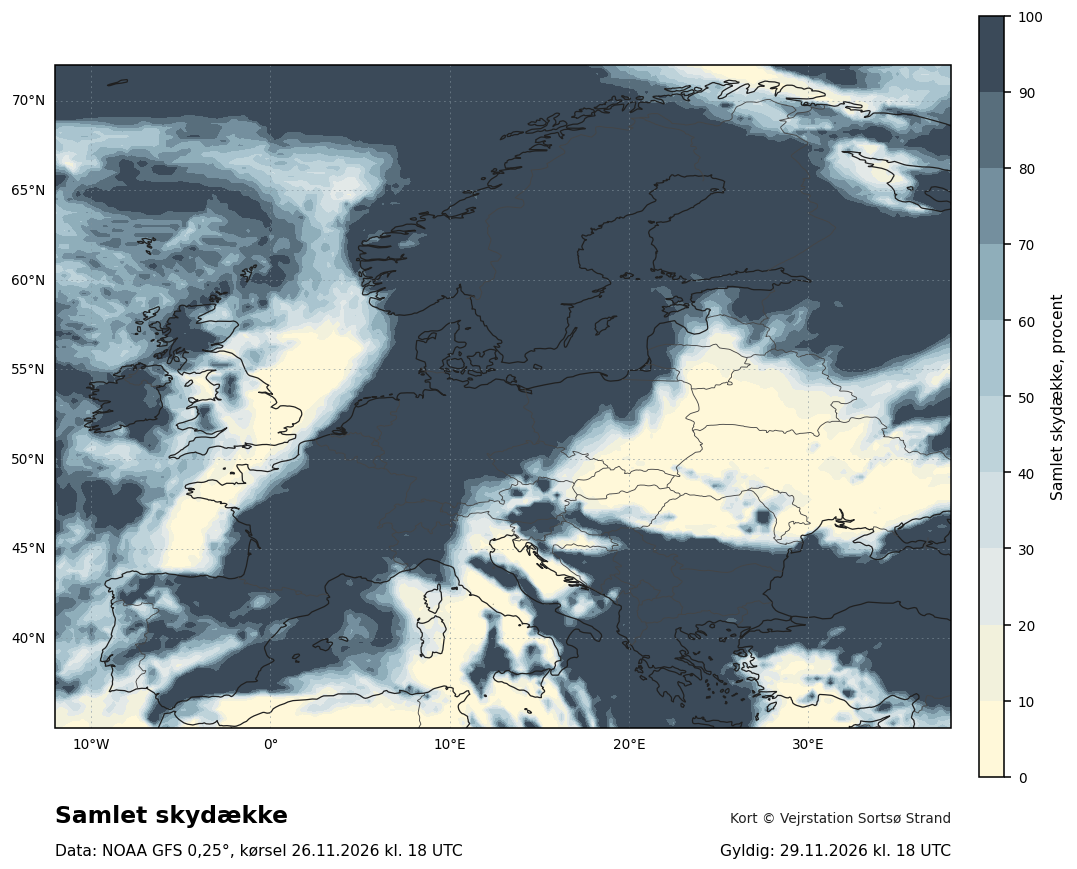 100
90
80
70
60
50
40
30
20
10
0
Samlet skydække, procent
70°N
65°N
60°N
55°N
50°N
45°N
40°N
10°W
0°
10°E
20°E
30°E
Samlet skydække
Kort © Vejrstation Sortsø Strand
Data: NOAA GFS 0,25°, kørsel 26.11.2026 kl. 18 UTC
Gyldig: 29.11.2026 kl. 18 UTC